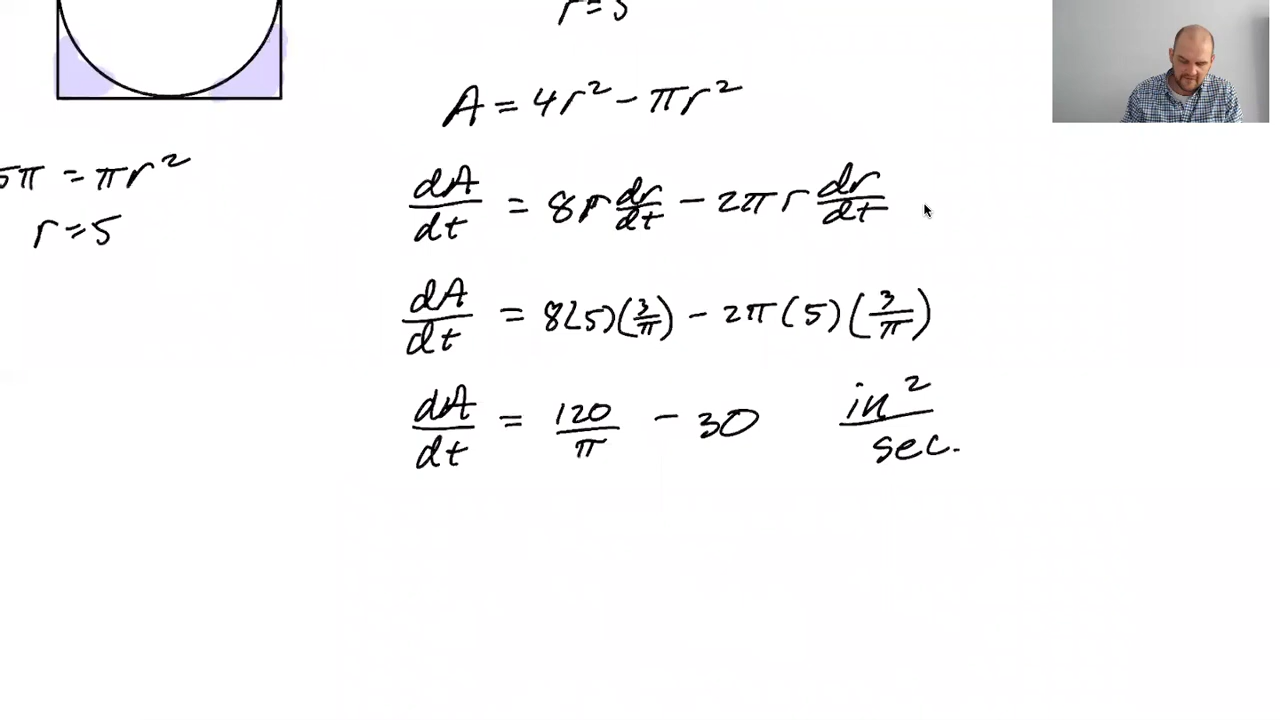 r=5
A = 4r² - πr²
5π = πr²
r=5
dA/dt = 8r dr/dt - 2πr dr/dt
dA/dt = 8(5)(3/π) - 2π(5)(3/π)
dA/dt = 120/π - 30 in²/sec.